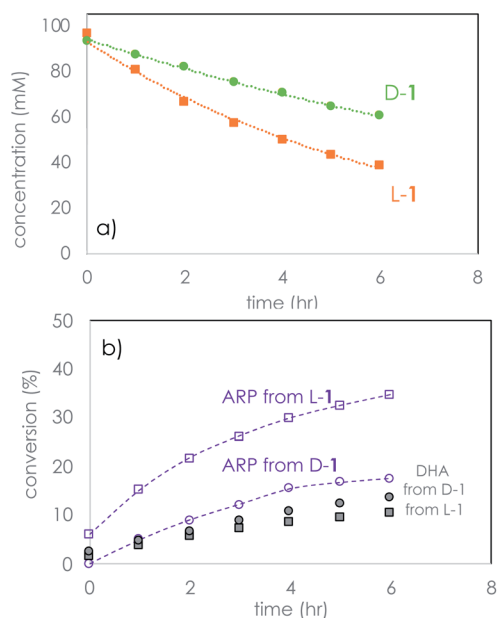 100
80
60
40
20
0
concentration (mM)
D-1
L-1
a)
0 2 4 6 8
time (hr)
50
40
30
20
10
0
conversion (%)
b)
ARP from L-1
ARP from D-1
DHA
from D-1
from L-1
0 2 4 6 8
time (hr)